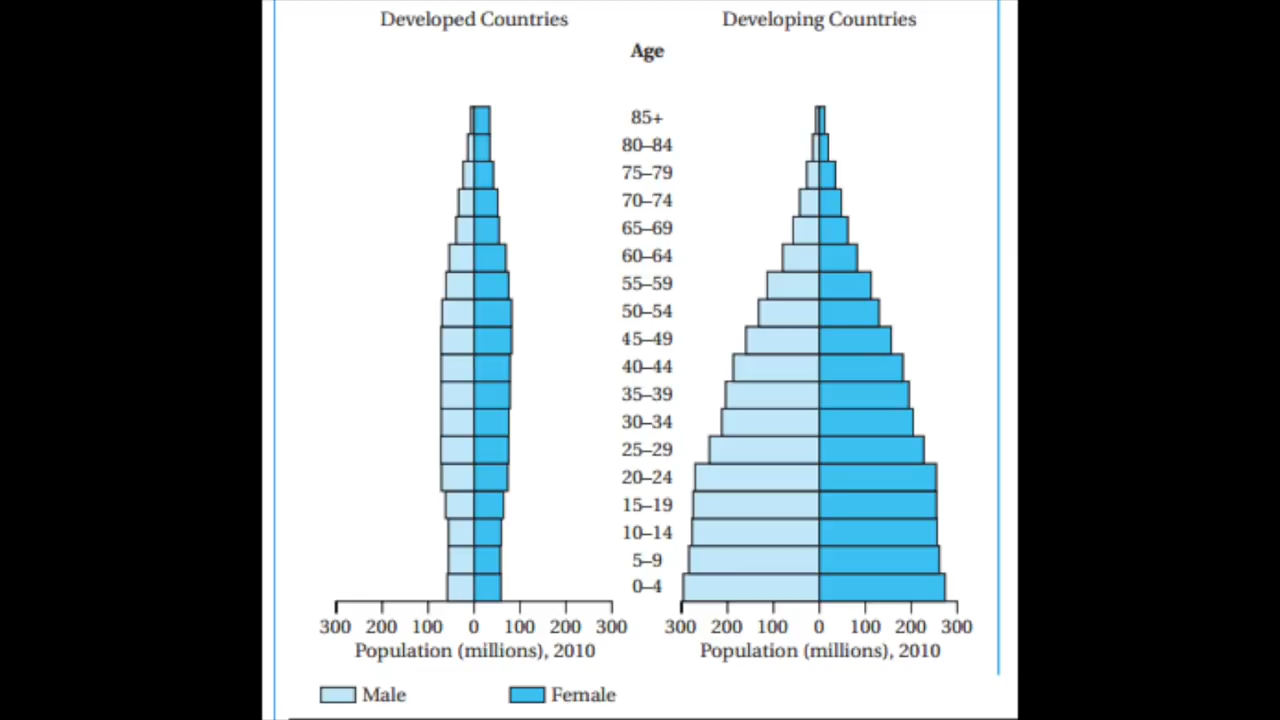 Developed Countries
Developing Countries
Age
85+
80–84
75–79
70–74
65–69
60–64
55–59
50–54
45–49
40–44
35–39
30–34
25–29
20–24
15–19
10–14
5–9
0–4
300 200 100 0 100 200 300
300 200 100 0 100 200 300
Population (millions), 2010
Population (millions), 2010
Male
Female